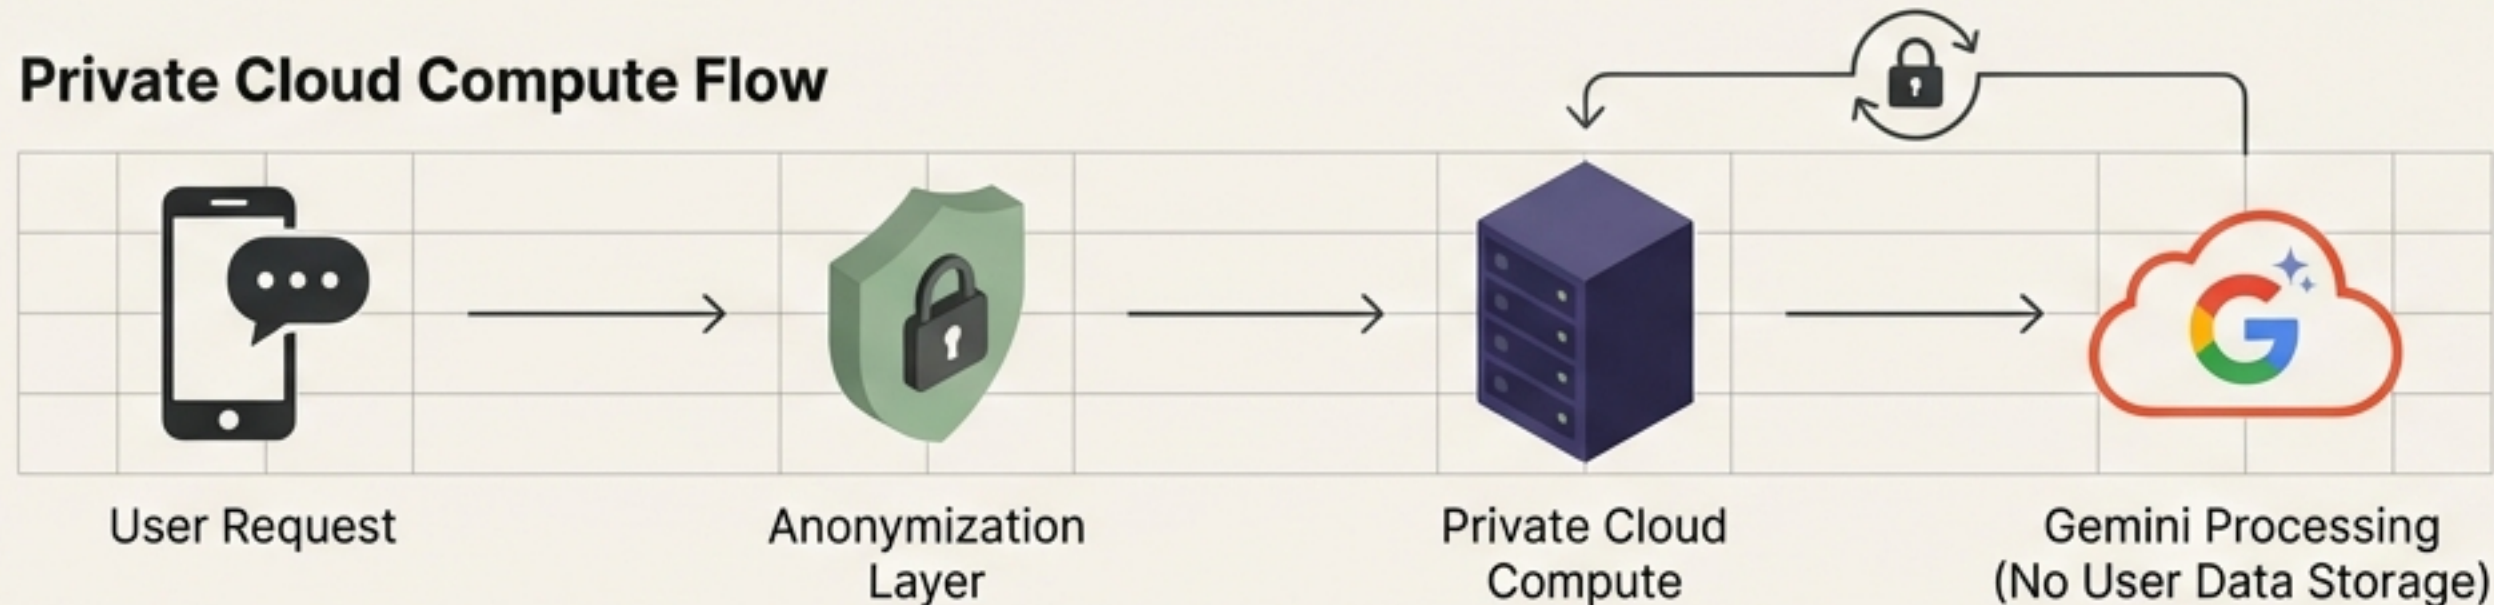 Private Cloud Compute Flow
User Request
Anonymization
Layer
Private Cloud
Compute
Gemini Processing
(No User Data Storage)